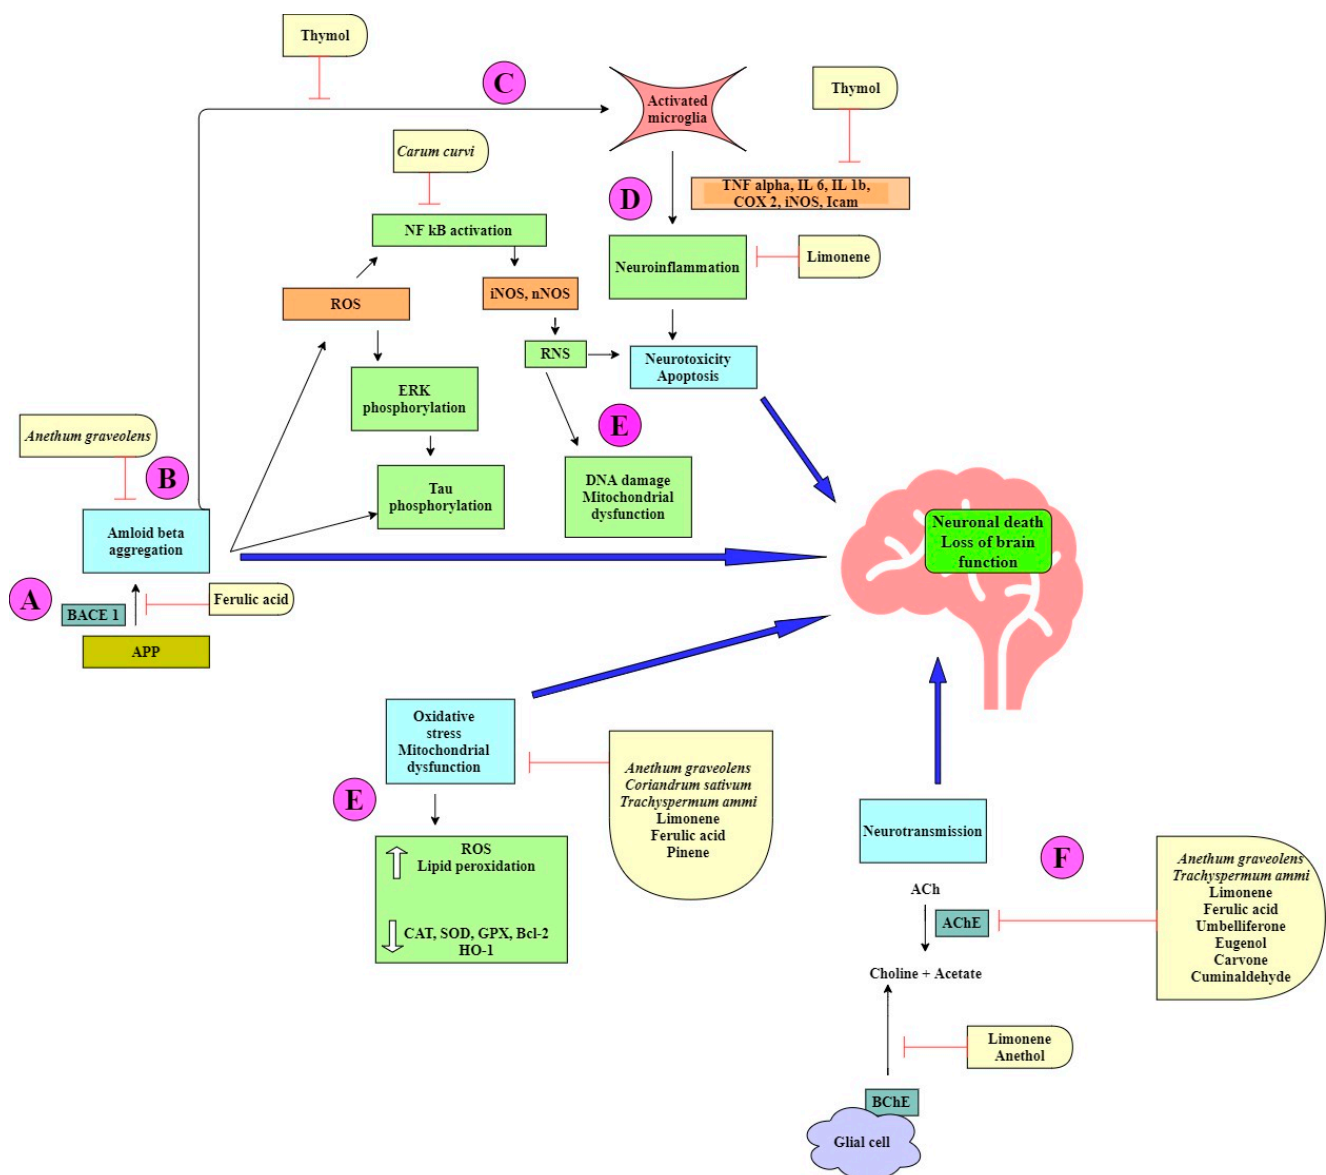 Thymol
C
Activated
microglia
Thymol
Carum curvi
TNF alpha, IL 6, IL 1b,
COX 2, iNOS, Icam
D
NF kB activation
Neuroinflammation
Limonene
ROS
iNOS, nNOS
RNS
Neurotoxicity
Apoptosis
ERK
phosphorylation
Anethum graveolens
E
B
Tau
phosphorylation
DNA damage
Mitochondrial
dysfunction
Amloid beta
aggregation
Neuronal death
Loss of brain
function
A
BACE 1
Ferulic acid
APP
Oxidative
stress
Mitochondrial
dysfunction
Anethum graveolens
Coriandrum sativum
Trachyspermum ammi
Limonene
Ferulic acid
Pinene
E
ROS
Lipid peroxidation
CAT, SOD, GPX, Bcl-2
HO-1
Neurotransmission
F
ACh
AChE
Anethum graveolens
Trachyspermum ammi
Limonene
Ferulic acid
Umbelliferone
Eugenol
Carvone
Cuminaldehyde
Choline + Acetate
Limonene
Anethol
BChE
Glial cell